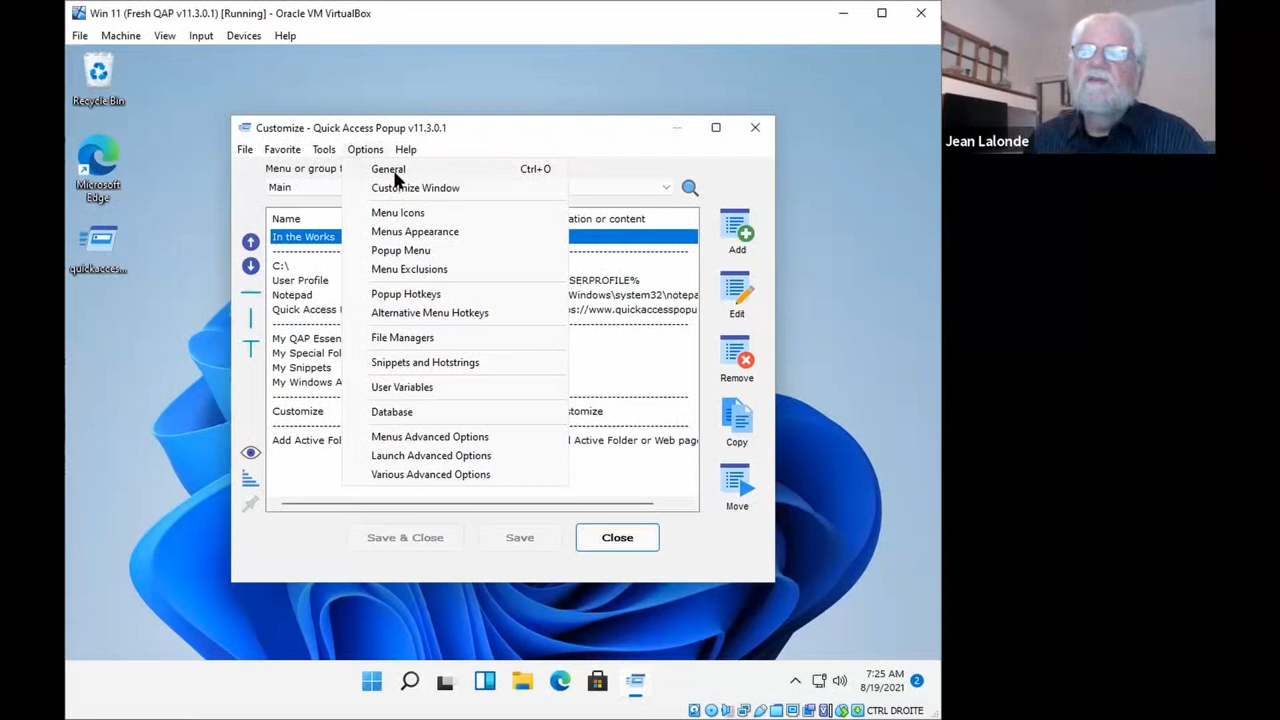 Win 11 (Fresh QAP v11.3.0.1) [Running] - Oracle VM VirtualBox
File Machine View Input Devices Help
Recycle Bin
Microsoft Edge
quickacces...
Customize - Quick Access Popup v11.3.0.1
File Favorite Tools Options Help
Menu or group
Main
Name
ation or content
In the Works
C:\
User Profile
SERPROFILE%
Notepad
Windows\system32\notepa
Quick Access
s://www.quickaccesspopu
My QAP Essen
My Special Fol
My Snippets
My Windows A
Customize
stomize
Add Active Fol
d Active Folder or Web page
General Ctrl+O
Customize Window
Menu Icons
Menus Appearance
Popup Menu
Menu Exclusions
Popup Hotkeys
Alternative Menu Hotkeys
File Managers
Snippets and Hotstrings
User Variables
Database
Menus Advanced Options
Launch Advanced Options
Various Advanced Options
Add
Edit
Remove
Copy
Move
Save & Close
Save
Close
7:25 AM
8/19/2021
2
CTRL DROITE
Jean Lalonde